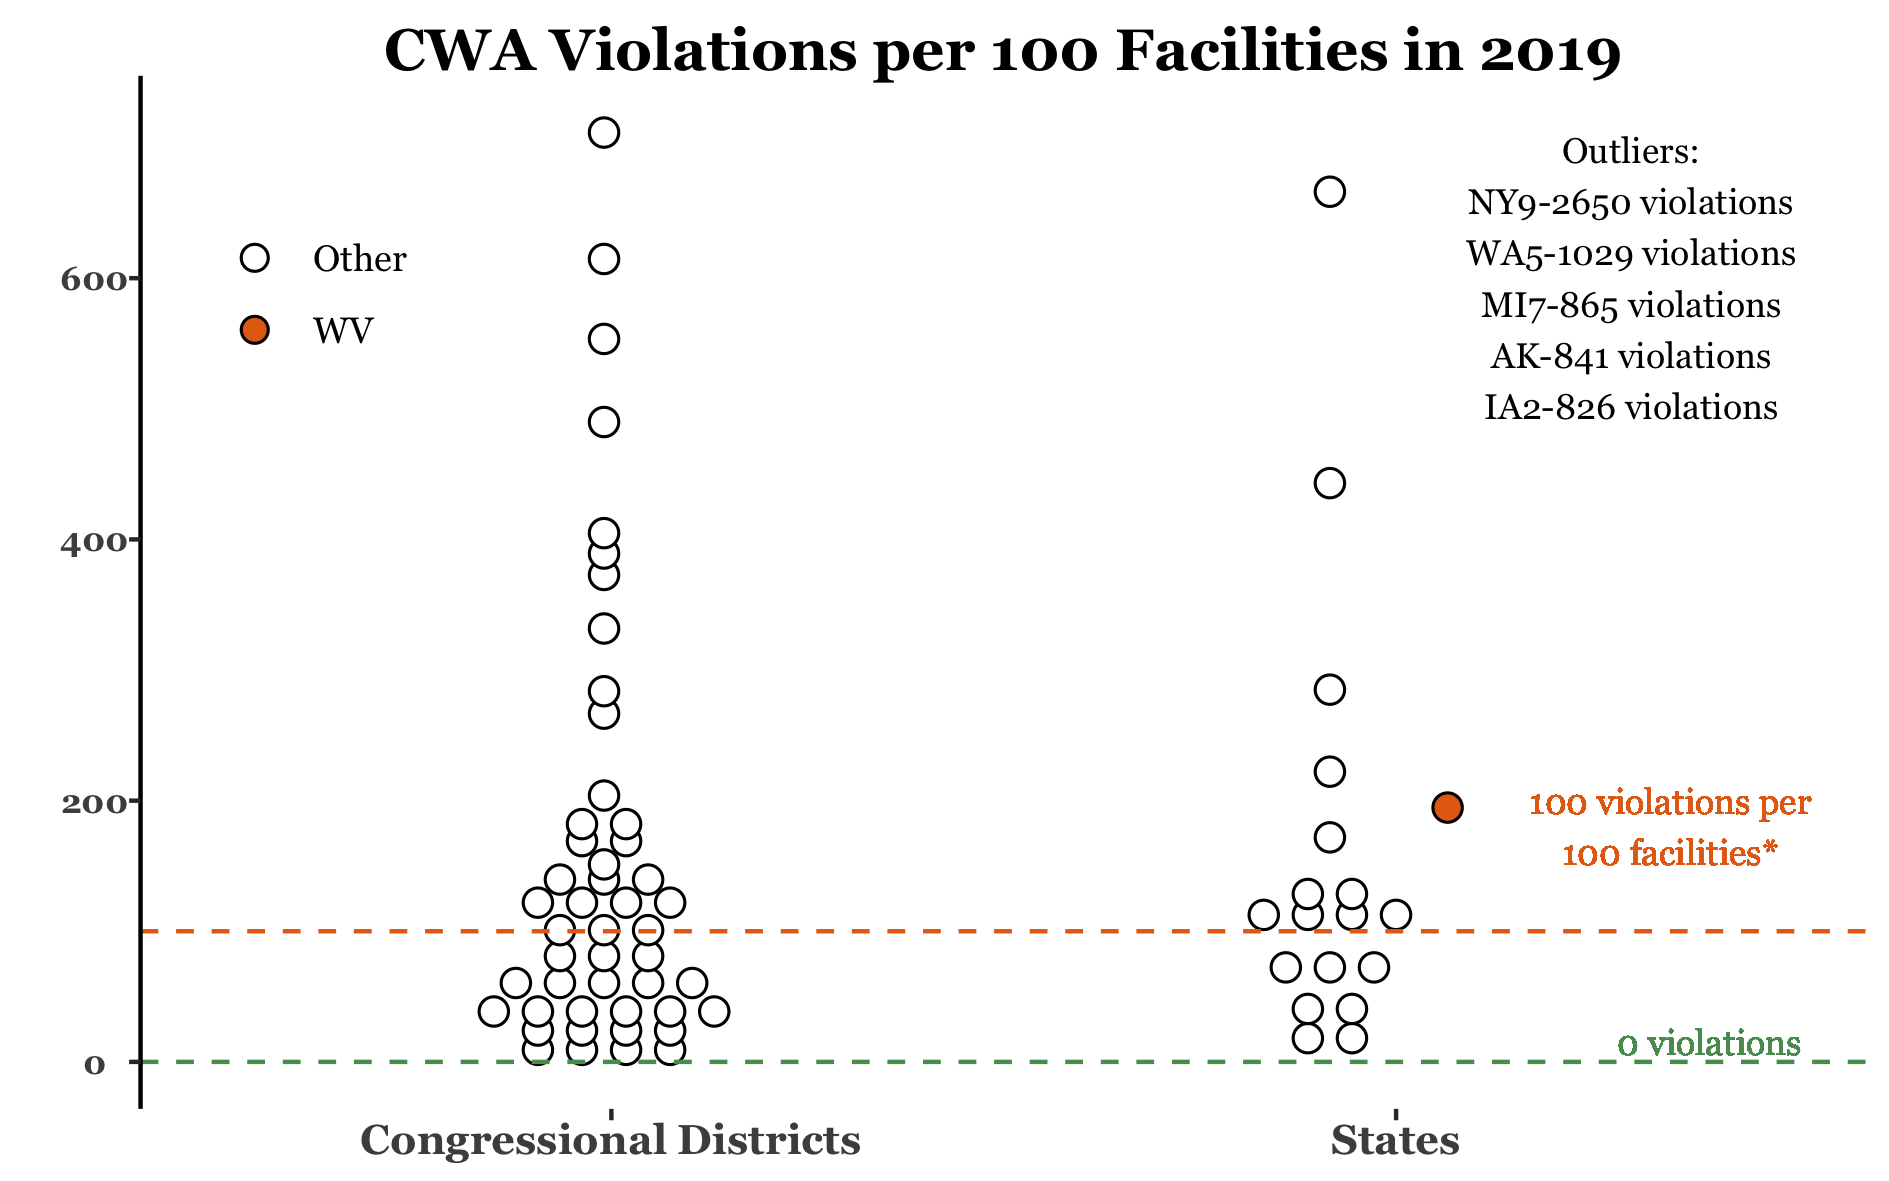 CWA Violations per 100 Facilities in 2019
Outliers:
NY9-2650 violations
WA5-1029 violations
MI7-865 violations
AK-841 violations
IA2-826 violations
Other
WV
600
400
200
0
100 violations per
100 facilities*
0 violations
Congressional Districts
States